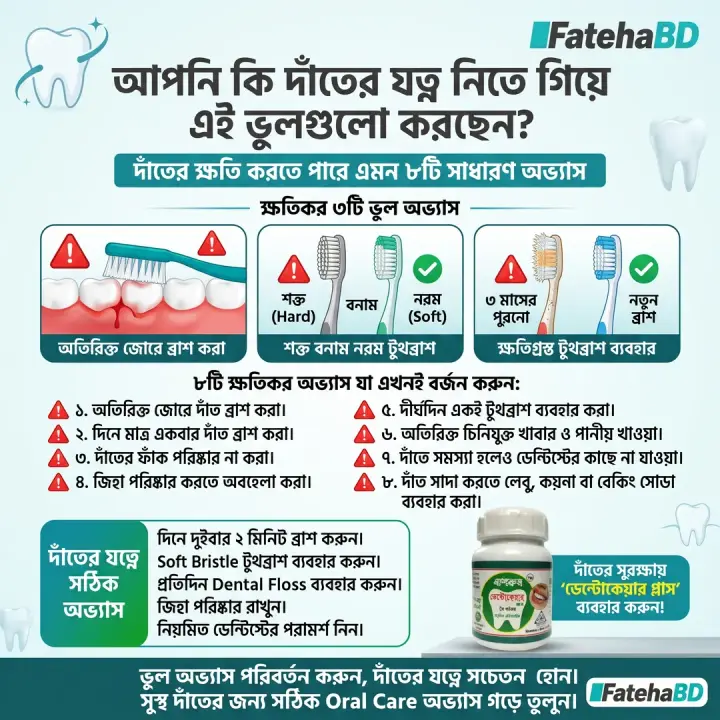 FatehaBD
আপনি কি দাঁতের যত্ন নিতে গিয়ে
এই ভুলগুলো করছেন?
দাঁতের ক্ষতি করতে পারে এমন ৮টি সাধারণ অভ্যাস
ক্ষতিকর ৩টি ভুল অভ্যাস
শক্ত
(Hard)
বনাম
নরম
(Soft)
৩ মাসের
পুরনো
নতুন
ব্রাশ
অতিরিক্ত জোরে ব্রাশ করা
শক্ত বনাম নরম টুথব্রাশ
ক্ষতিগ্রস্ত টুথব্রাশ ব্যবহার
৮টি ক্ষতিকর অভ্যাস যা এখনই বর্জন করুন:
১. অতিরিক্ত জোরে দাঁত ব্রাশ করা।
২. দিনে মাত্র একবার দাঁত ব্রাশ করা।
৩. দাঁতের ফাঁক পরিষ্কার না করা।
৪. জিহা পরিষ্কার করতে অবহেলা করা।
৫. দীর্ঘদিন একই টুথব্রাশ ব্যবহার করা।
৬. অতিরিক্ত চিনিযুক্ত খাবার ও পানীয় খাওয়া।
৭. দাঁতে সমস্যা হলেও ডেন্টিস্টের কাছে না যাওয়া।
৮. দাঁত সাদা করতে লেবু, কয়লা বা বেকিং সোডা
ব্যবহার করা।
দাঁতের যত্নে
সঠিক
অভ্যাস
দিনে দুইবার ২ মিনিট ব্রাশ করুন।
Soft Bristle টুথব্রাশ ব্যবহার করুন।
প্রতিদিন Dental Floss ব্যবহার করুন।
জিহা পরিষ্কার রাখুন।
নিয়মিত ডেন্টিস্টের পরামর্শ নিন।
ডেন্টোকেয়ার
দাঁতের সুরক্ষায়
‘ডেন্টোকেয়ার প্লাস’
ব্যবহার করুন!
ভুল অভ্যাস পরিবর্তন করুন, দাঁতের যত্নে সচেতন হোন।
সুস্থ দাঁতের জন্য সঠিক Oral Care অভ্যাস গড়ে তুলুন।
FatehaBD